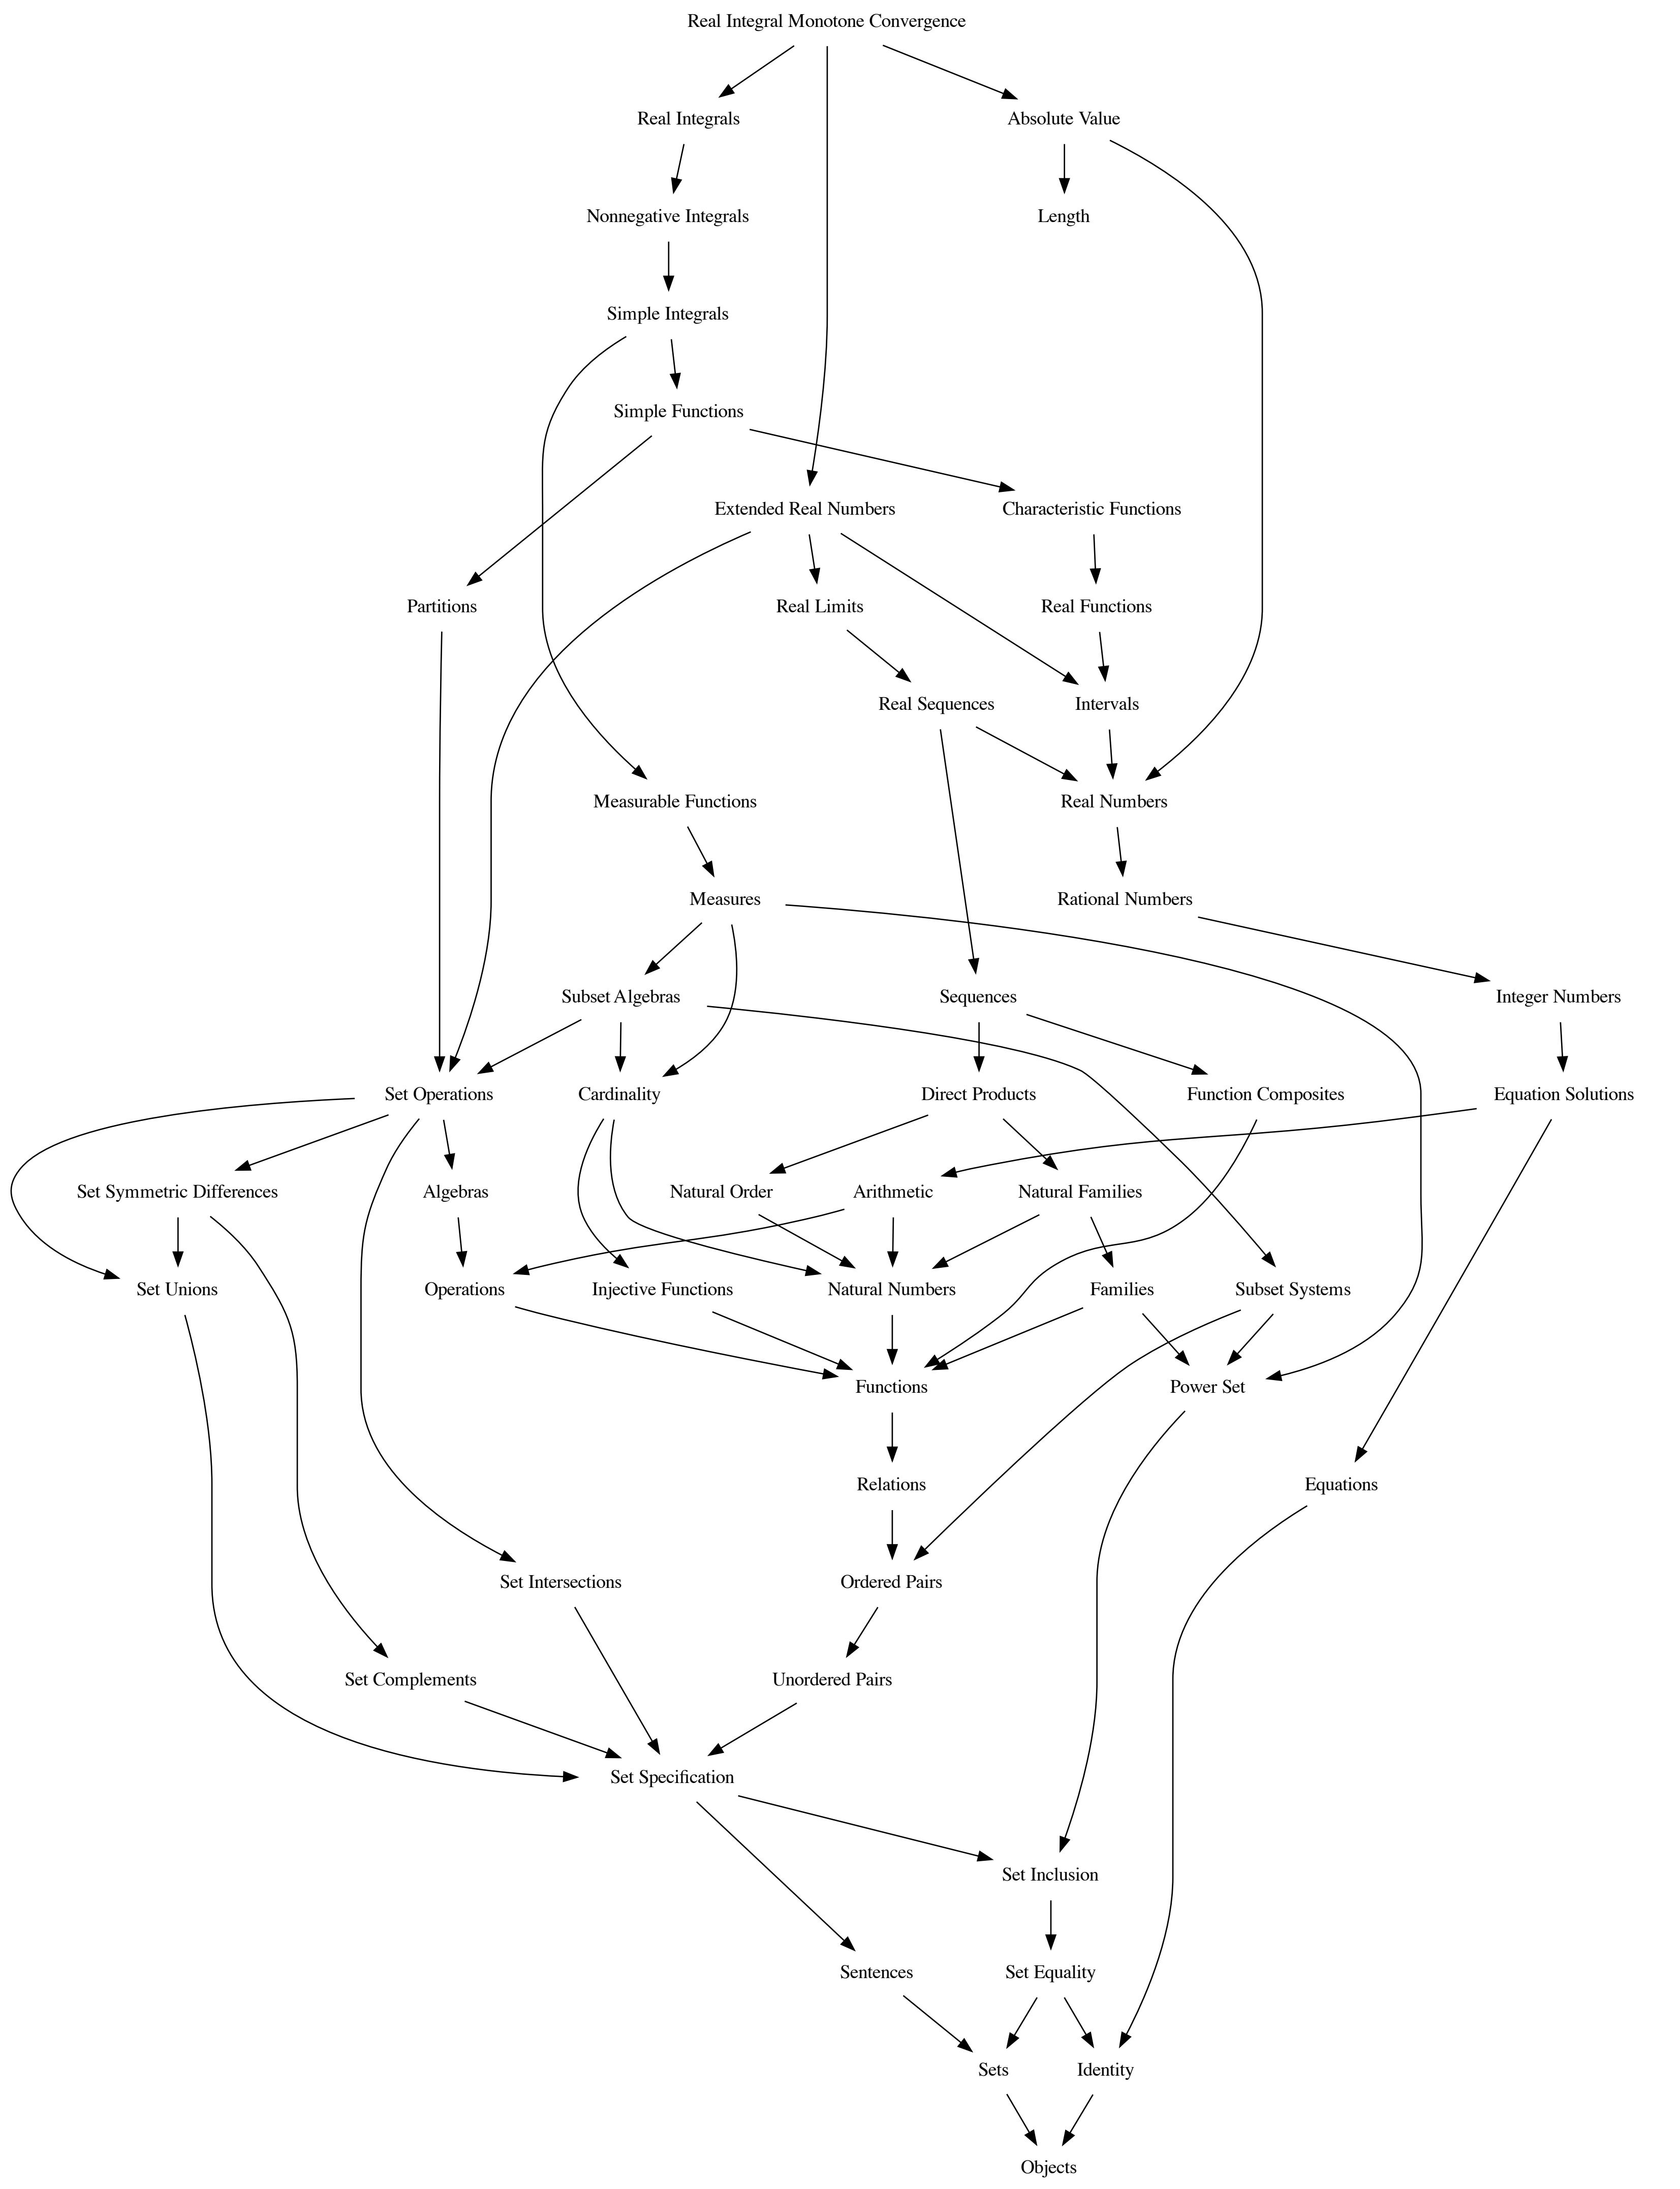 Real Integral Monotone Convergence
Real Integrals
Absolute Value
Nonnegative Integrals
Length
Simple Integrals
Simple Functions
Extended Real Numbers
Characteristic Functions
Partitions
Real Limits
Real Functions
Real Sequences
Intervals
Measurable Functions
Real Numbers
Measures
Rational Numbers
Subset Algebras
Sequences
Integer Numbers
Set Operations
Cardinality
Direct Products
Function Composites
Equation Solutions
Set Symmetric Differences
Algebras
Natural Order
Arithmetic
Natural Families
Set Unions
Operations
Injective Functions
Natural Numbers
Families
Subset Systems
Functions
Power Set
Relations
Equations
Set Intersections
Ordered Pairs
Set Complements
Unordered Pairs
Set Specification
Set Inclusion
Sentences
Set Equality
Sets
Identity
Objects